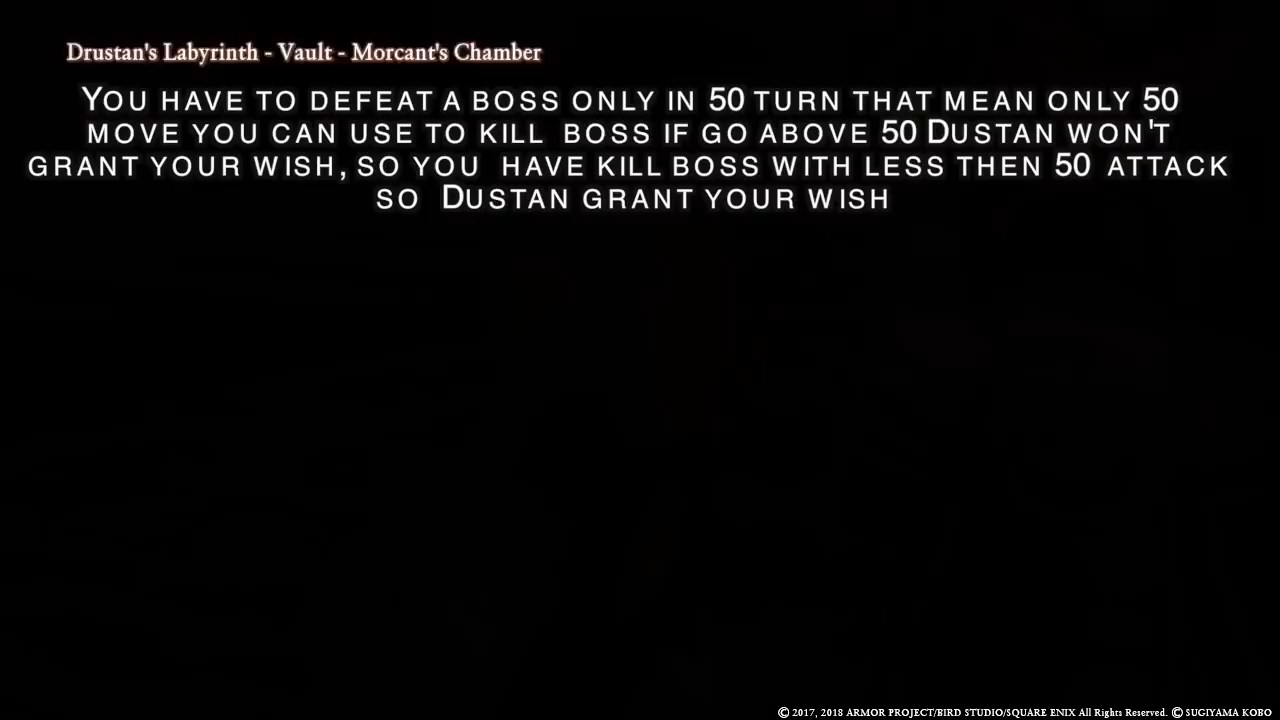 Drustan's Labyrinth - Vault - Morcant's Chamber
You have to defeat a boss only in 50 turn that mean only 50
move you can use to kill  boss if go above 50 Dustan won't
grant your wish, so you  have kill boss with less then 50  attack
so  Dustan grant your wish
© 2017, 2018 ARMOR PROJECT/BIRD STUDIO/SQUARE ENIX All Rights Reserved. © SUGIYAMA KOBO